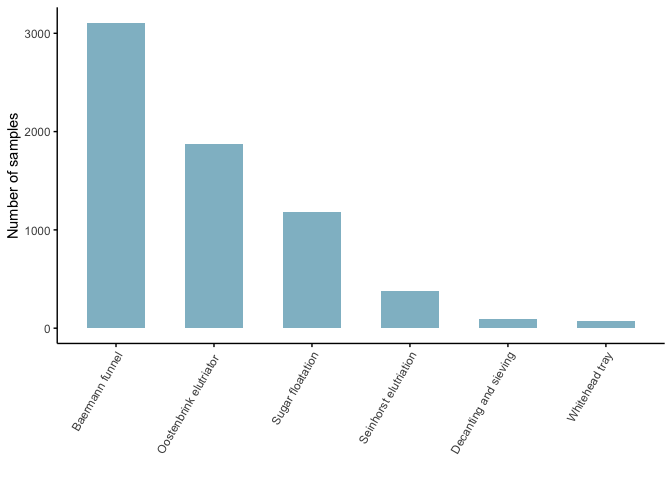 Number of samples
3000
2000
1000
0
Baermann funnel
Oostenbrink elutriator
Sugar floatation
Seinhorst elutriation
Decanting and sieving
Whitehead tray